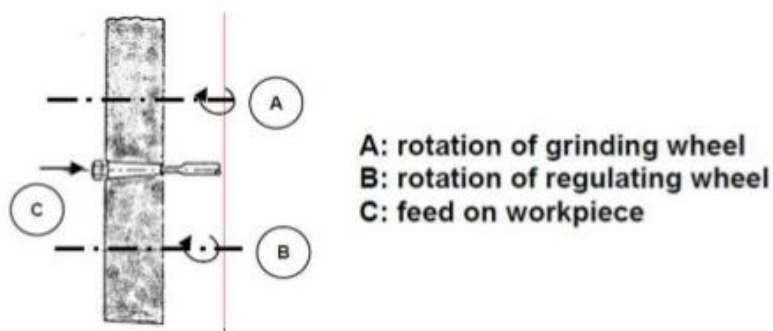 A
A: rotation of grinding wheel
B: rotation of regulating wheel
C: feed on workpiece
C
B